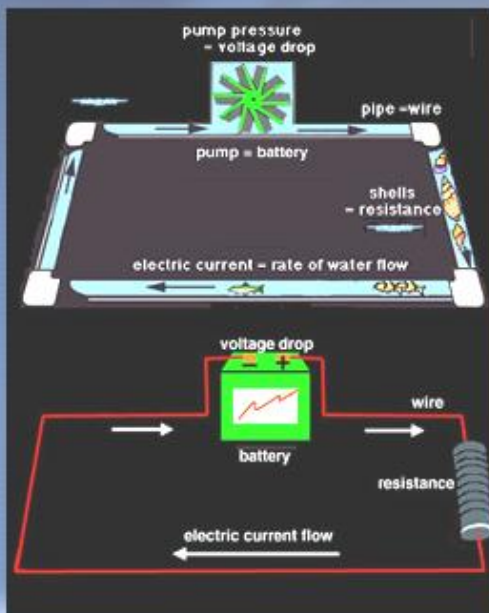 pump pressure
= voltage drop
pipe =wire
pump = battery
shells
= resistance
electric current = rate of water flow
voltage drop
− +
wire
battery
resistance
electric current flow